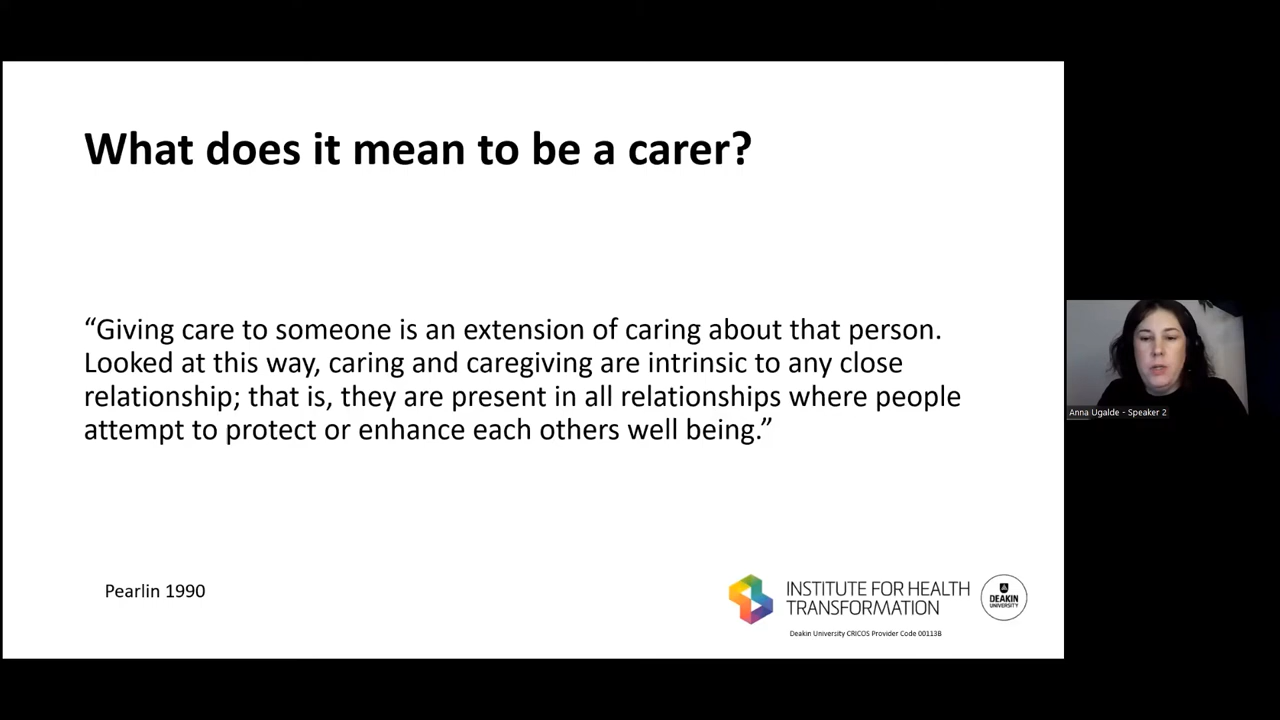 What does it mean to be a carer?
“Giving care to someone is an extension of caring about that person.
Looked at this way, caring and caregiving are intrinsic to any close
relationship; that is, they are present in all relationships where people
attempt to protect or enhance each others well being.”
Pearlin 1990
INSTITUTE FOR HEALTH
TRANSFORMATION
DEAKIN
UNIVERSITY
Deakin University CRICOS Provider Code 00113B
Anna Ugalde - Speaker 2